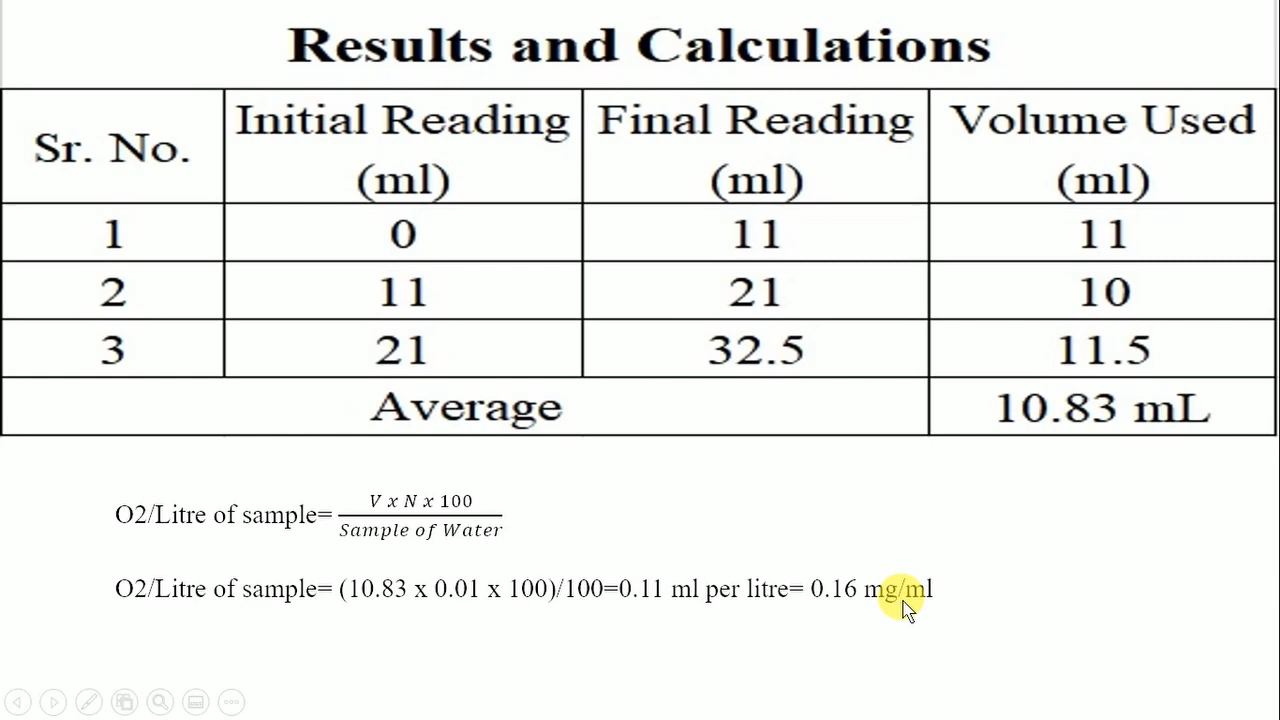 Results and Calculations
Sr. No. Initial Reading (ml) Final Reading (ml) Volume Used (ml)
1 0 11 11
2 11 21 10
3 21 32.5 11.5
Average 10.83 mL
O2/Litre of sample= V x N x 100 / Sample of Water
O2/Litre of sample= (10.83 x 0.01 x 100)/100=0.11 ml per litre= 0.16 mg/ml